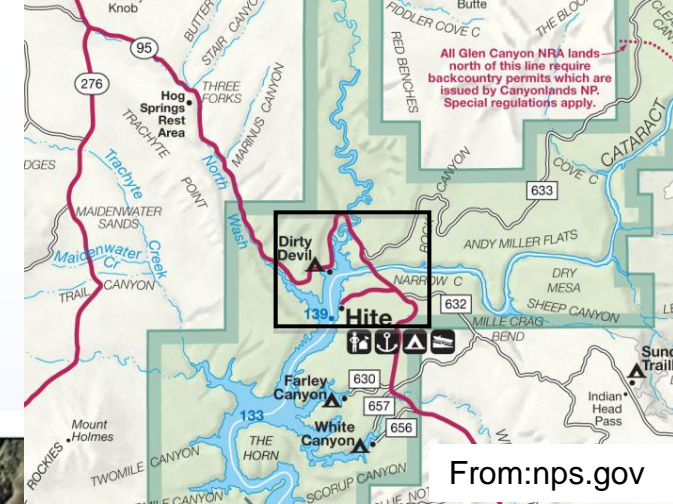 Knob
BUTTER
STAIR CANYON
Butte
FIDDLER COVE C
RED BENCHES
THE BLOCK
All Glen Canyon NRA lands
north of this line require
backcountry permits which are
issued by Canyonlands NP.
Special regulations apply.
95
276
Hog
Springs
Rest
Area
THREE
FORKS
MARINUS CANYON
TRACHYTE
POINT
North
Wash
Trachyte
Creek
CATARACT
COVE C
CANYON
633
MAIDENWATER
SANDS
Maidenwater
Cr
TRAIL CANYON
Dirty
Devil
ANDY MILLER FLATS
NARROW C
DRY
MESA
SHEEP CANYON
632
MILLE CRAG
BEND
139
Hite
Farley
Canyon
630
657
656
133
White
Canyon
THE
HORN
Indian
Head
Pass
Mount
Holmes
ROCKIES
TWOMILE CANYON
SCORUP CANYON
From:nps.gov